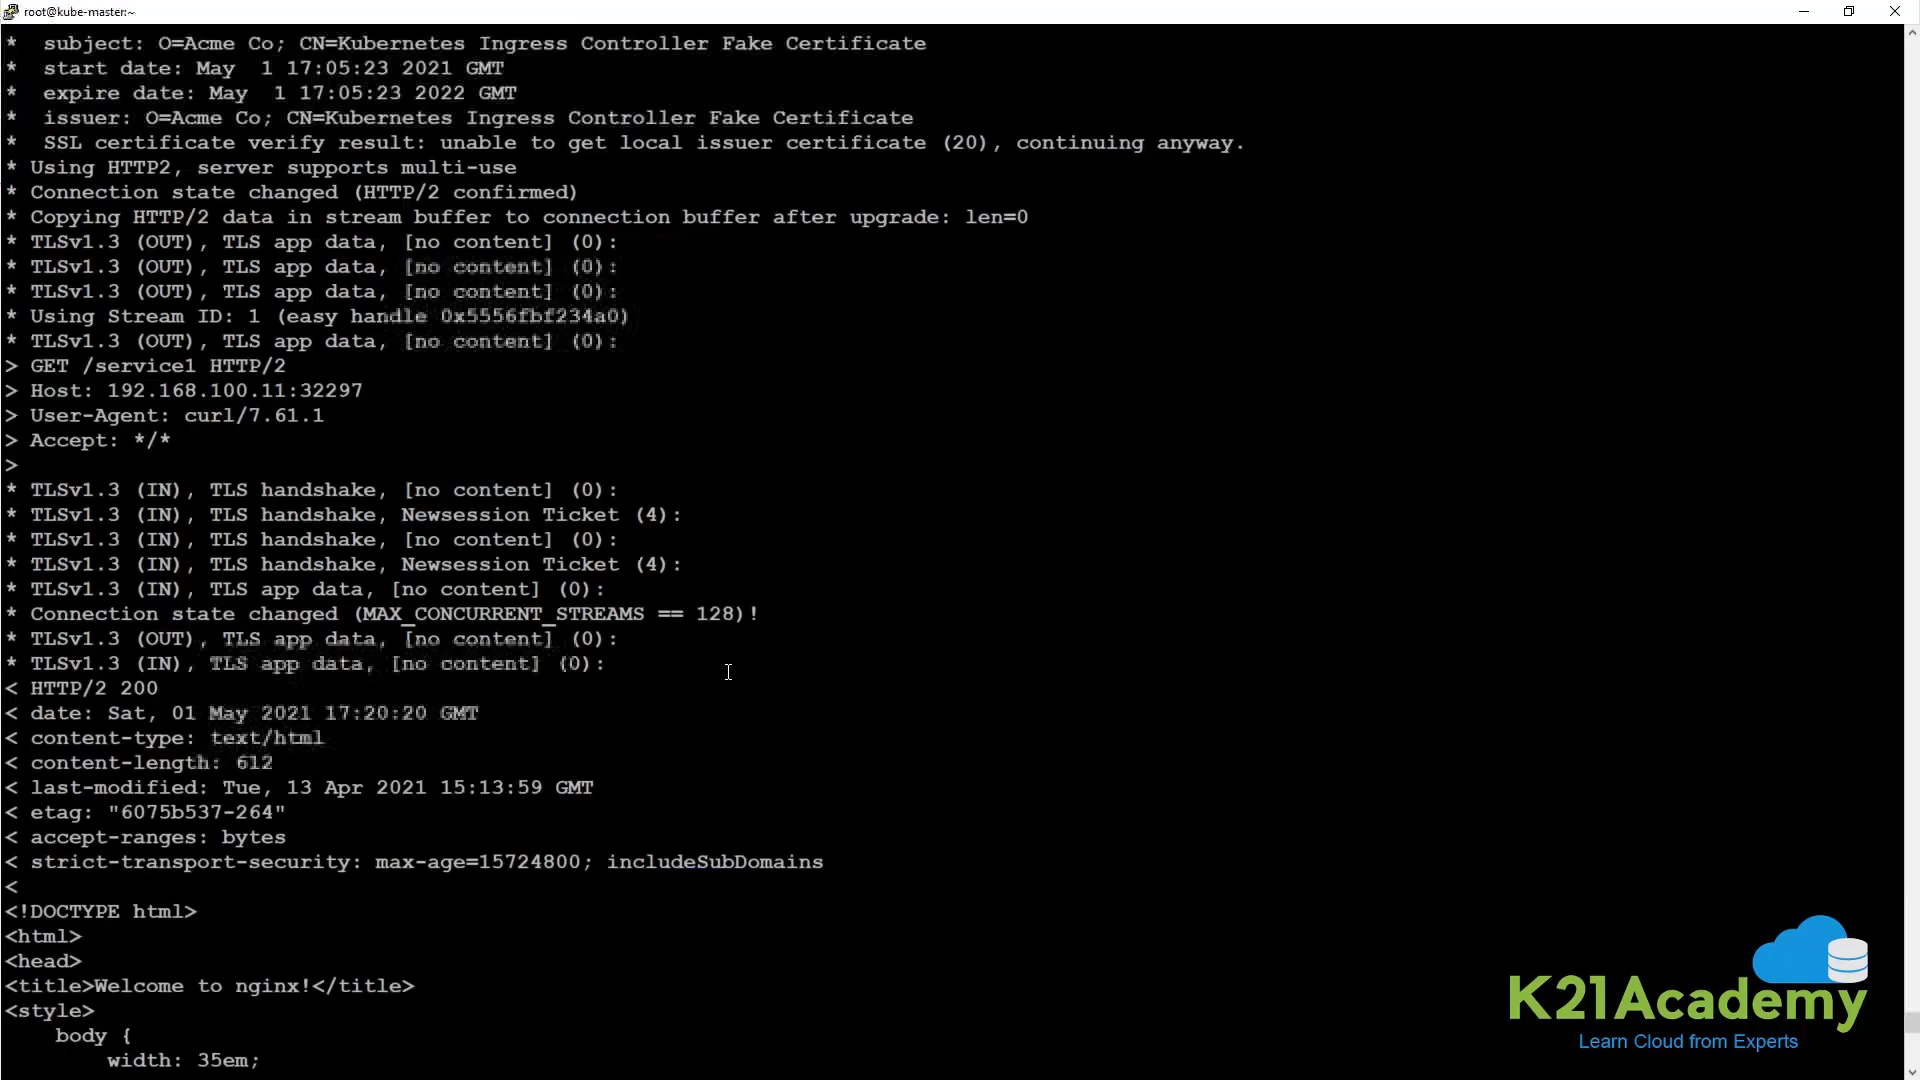 root@kube-master:~
*  subject: O=Acme Co; CN=Kubernetes Ingress Controller Fake Certificate
*  start date: May  1 17:05:23 2021 GMT
*  expire date: May  1 17:05:23 2022 GMT
*  issuer: O=Acme Co; CN=Kubernetes Ingress Controller Fake Certificate
*  SSL certificate verify result: unable to get local issuer certificate (20), continuing anyway.
* Using HTTP2, server supports multi-use
* Connection state changed (HTTP/2 confirmed)
* Copying HTTP/2 data in stream buffer to connection buffer after upgrade: len=0
* TLSv1.3 (OUT), TLS app data, [no content] (0):
* TLSv1.3 (OUT), TLS app data, [no content] (0):
* TLSv1.3 (OUT), TLS app data, [no content] (0):
* Using Stream ID: 1 (easy handle 0x5556fbf234a0)
* TLSv1.3 (OUT), TLS app data, [no content] (0):
> GET /service1 HTTP/2
> Host: 192.168.100.11:32297
> User-Agent: curl/7.61.1
> Accept: */*
>
* TLSv1.3 (IN), TLS handshake, [no content] (0):
* TLSv1.3 (IN), TLS handshake, Newsession Ticket (4):
* TLSv1.3 (IN), TLS handshake, [no content] (0):
* TLSv1.3 (IN), TLS handshake, Newsession Ticket (4):
* TLSv1.3 (IN), TLS app data, [no content] (0):
* Connection state changed (MAX_CONCURRENT_STREAMS == 128)!
* TLSv1.3 (OUT), TLS app data, [no content] (0):
* TLSv1.3 (IN), TLS app data, [no content] (0):
< HTTP/2 200
< date: Sat, 01 May 2021 17:20:20 GMT
< content-type: text/html
< content-length: 612
< last-modified: Tue, 13 Apr 2021 15:13:59 GMT
< etag: "6075b537-264"
< accept-ranges: bytes
< strict-transport-security: max-age=15724800; includeSubDomains
<
<!DOCTYPE html>
<html>
<head>
<title>Welcome to nginx!</title>
<style>
    body {
        width: 35em;
K21Academy
Learn Cloud from Experts